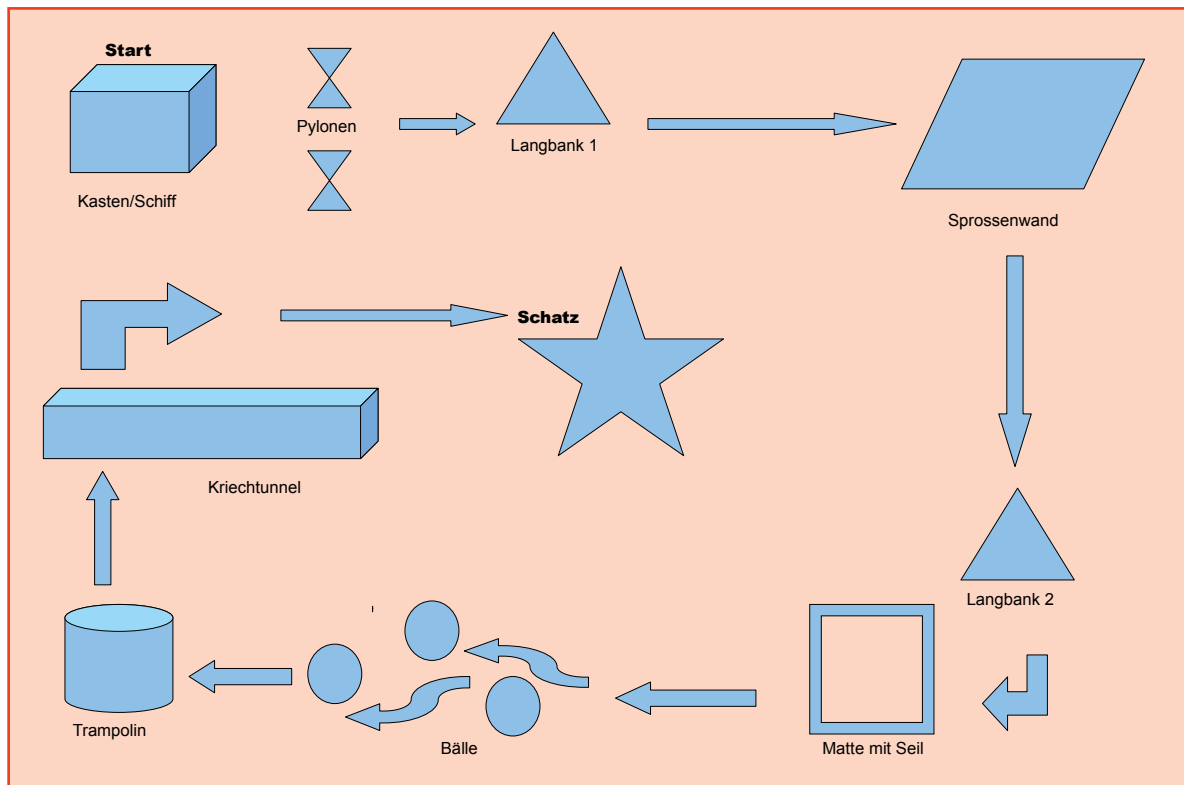 Start
Kasten/Schiff
Pylonen
Langbank 1
Sprossenwand
Schatz
Kriechtunnel
Langbank 2
Matte mit Seil
Bälle
Trampolin